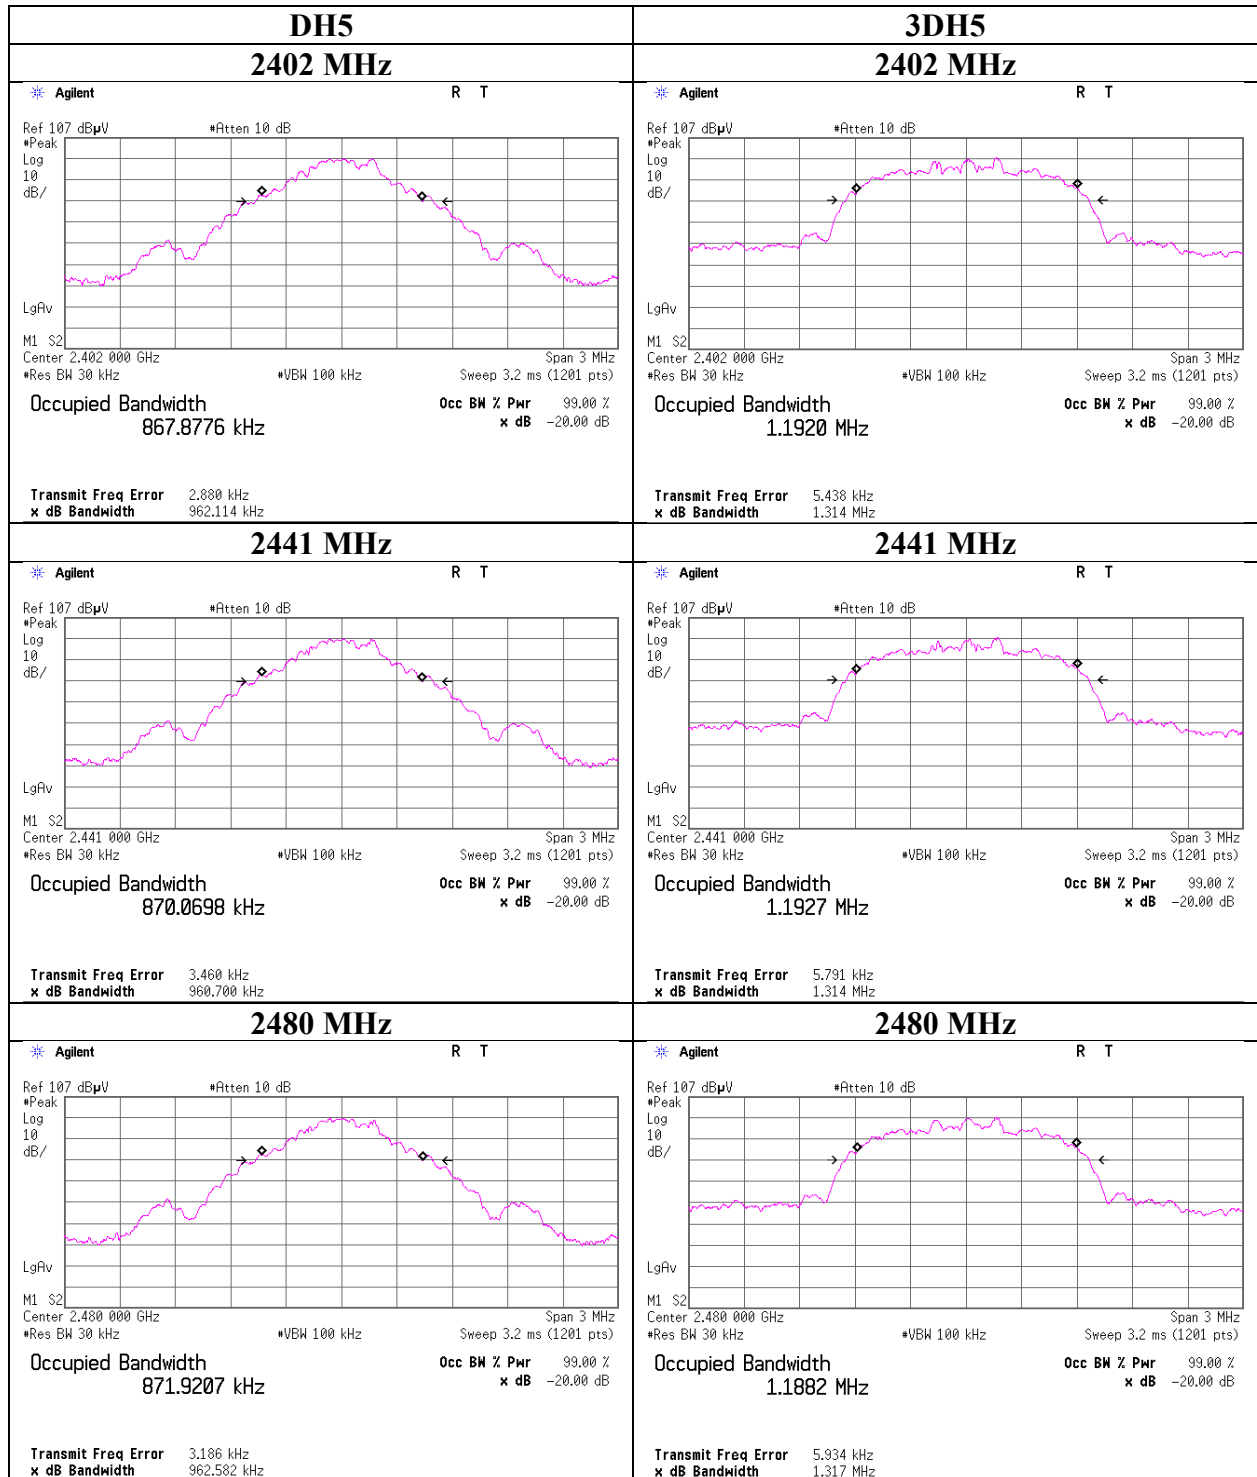 DH5
3DH5
2402 MHz
2402 MHz
Agilent R T
Ref 107 dBµV #Atten 10 dB
#Peak
Log
10
dB/
LgAv
M1 S2
Center 2.402 000 GHz Span 3 MHz
#Res BW 30 kHz #VBW 100 kHz Sweep 3.2 ms (1201 pts)
Occupied Bandwidth Occ BW % Pwr 99.00 %
867.8776 kHz x dB -20.00 dB
Transmit Freq Error 2.880 kHz
x dB Bandwidth 962.114 kHz
Agilent R T
Ref 107 dBµV #Atten 10 dB
#Peak
Log
10
dB/
LgAv
M1 S2
Center 2.402 000 GHz Span 3 MHz
#Res BW 30 kHz #VBW 100 kHz Sweep 3.2 ms (1201 pts)
Occupied Bandwidth Occ BW % Pwr 99.00 %
1.1920 MHz x dB -20.00 dB
Transmit Freq Error 5.438 kHz
x dB Bandwidth 1.314 MHz
2441 MHz
2441 MHz
Agilent R T
Ref 107 dBµV #Atten 10 dB
#Peak
Log
10
dB/
LgAv
M1 S2
Center 2.441 000 GHz Span 3 MHz
#Res BW 30 kHz #VBW 100 kHz Sweep 3.2 ms (1201 pts)
Occupied Bandwidth Occ BW % Pwr 99.00 %
870.0698 kHz x dB -20.00 dB
Transmit Freq Error 3.460 kHz
x dB Bandwidth 960.700 kHz
Agilent R T
Ref 107 dBµV #Atten 10 dB
#Peak
Log
10
dB/
LgAv
M1 S2
Center 2.441 000 GHz Span 3 MHz
#Res BW 30 kHz #VBW 100 kHz Sweep 3.2 ms (1201 pts)
Occupied Bandwidth Occ BW % Pwr 99.00 %
1.1927 MHz x dB -20.00 dB
Transmit Freq Error 5.791 kHz
x dB Bandwidth 1.314 MHz
2480 MHz
2480 MHz
Agilent R T
Ref 107 dBµV #Atten 10 dB
#Peak
Log
10
dB/
LgAv
M1 S2
Center 2.480 000 GHz Span 3 MHz
#Res BW 30 kHz #VBW 100 kHz Sweep 3.2 ms (1201 pts)
Occupied Bandwidth Occ BW % Pwr 99.00 %
871.9207 kHz x dB -20.00 dB
Transmit Freq Error 3.186 kHz
x dB Bandwidth 962.582 kHz
Agilent R T
Ref 107 dBµV #Atten 10 dB
#Peak
Log
10
dB/
LgAv
M1 S2
Center 2.480 000 GHz Span 3 MHz
#Res BW 30 kHz #VBW 100 kHz Sweep 3.2 ms (1201 pts)
Occupied Bandwidth Occ BW % Pwr 99.00 %
1.1882 MHz x dB -20.00 dB
Transmit Freq Error 5.934 kHz
x dB Bandwidth 1.317 MHz